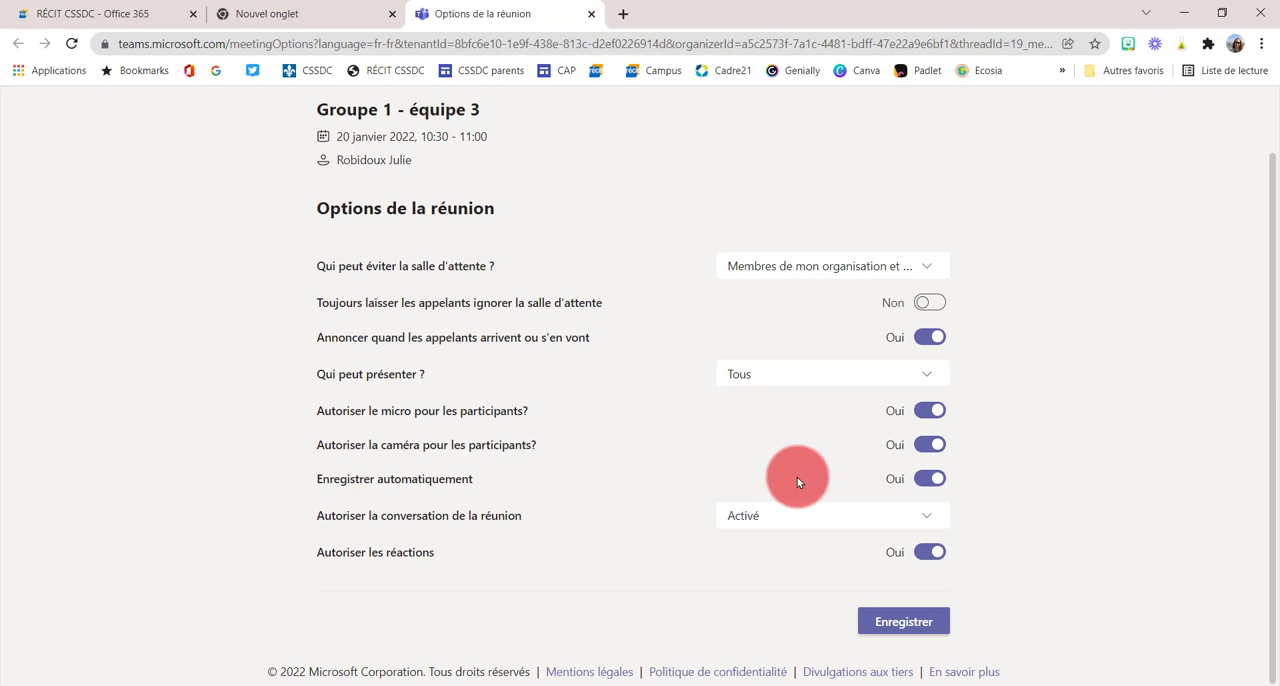 RÉCIT CSSDC - Office 365
Nouvel onglet
Options de la réunion
teams.microsoft.com/meetingOptions?language=fr-fr&tenantId=bfc6e10-1e9f-438e-813c-d2ef0226914d&organizerId=a5c2573f-7a1c-4481-bdff-47e22a9e6bf1&threadId=19_me...
Applications
Bookmarks
CSSDC
RÉCIT CSSDC
CSSDC parents
CAP
Campus
Cadre21
Genially
Canva
Padlet
Ecosia
»
Autres favoris
Liste de lecture
Groupe 1 - équipe 3
20 janvier 2022, 10:30 - 11:00
Robidoux Julie
Options de la réunion
Qui peut éviter la salle d'attente ?
Membres de mon organisation et ...
Toujours laisser les appelants ignorer la salle d'attente
Non
Annoncer quand les appelants arrivent ou s'en vont
Oui
Qui peut présenter ?
Tous
Autoriser le micro pour les participants?
Oui
Autoriser la caméra pour les participants?
Oui
Enregistrer automatiquement
Oui
Autoriser la conversation de la réunion
Activé
Autoriser les réactions
Oui
Enregistrer
© 2022 Microsoft Corporation. Tous droits réservés | Mentions légales | Politique de confidentialité | Divulgations aux tiers | En savoir plus